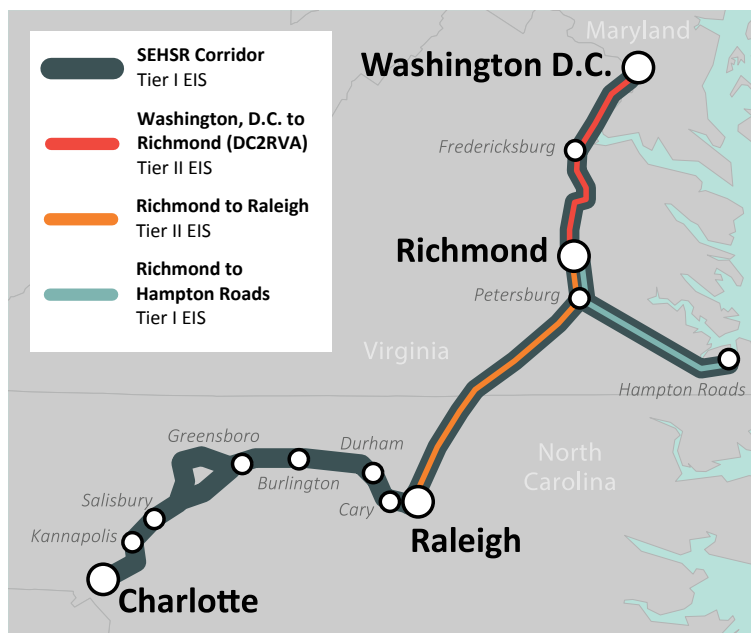 SEHSR Corridor
Tier I EIS
Washington, D.C. to
Richmond (DC2RVA)
Tier II EIS
Richmond to Raleigh
Tier II EIS
Richmond to
Hampton Roads
Tier I EIS
Maryland
Washington D.C.
Fredericksburg
Richmond
Petersburg
Virginia
Hampton Roads
Greensboro
Durham
North
Carolina
Burlington
Salisbury
Cary
Kannapolis
Raleigh
Charlotte